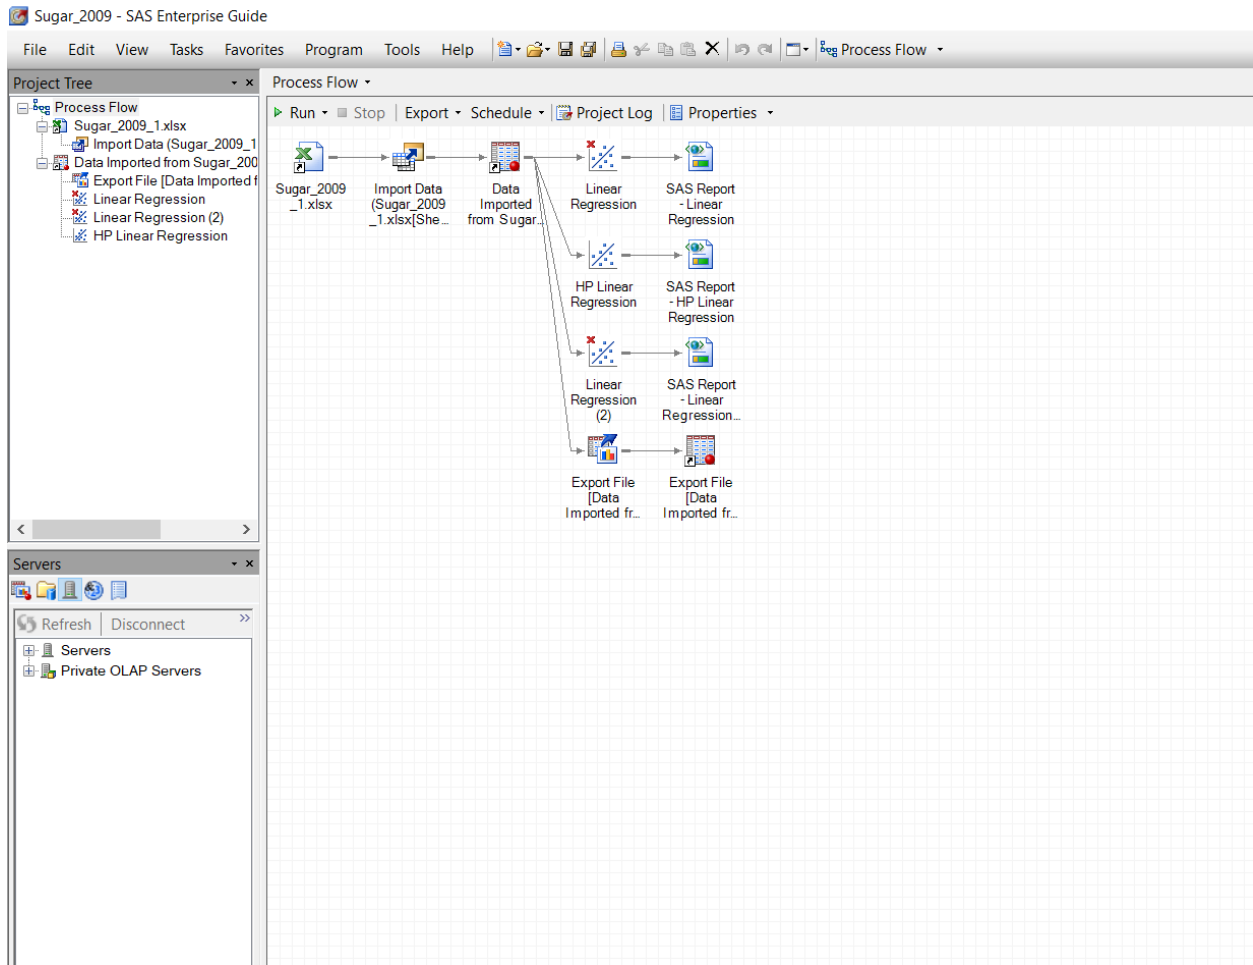 Sugar_2009 - SAS Enterprise Guide
File Edit View Tasks Favorites Program Tools Help Process Flow
Project Tree
Process Flow
Sugar_2009_1.xlsx
Import Data (Sugar_2009_1
Data Imported from Sugar_200
Export File [Data Imported f
Linear Regression
Linear Regression (2)
HP Linear Regression
Servers
Refresh Disconnect
Servers
Private OLAP Servers
Process Flow
Run Stop Export Schedule Project Log Properties
Sugar_2009
_1.xlsx
Import Data
(Sugar_2009
_1.xlsx[She...
Data
Imported
from Sugar...
Linear
Regression
SAS Report
- Linear
Regression
HP Linear
Regression
SAS Report
- HP Linear
Regression
Linear
Regression
(2)
SAS Report
- Linear
Regression...
Export File
[Data
Imported fr...
Export File
[Data
Imported fr...